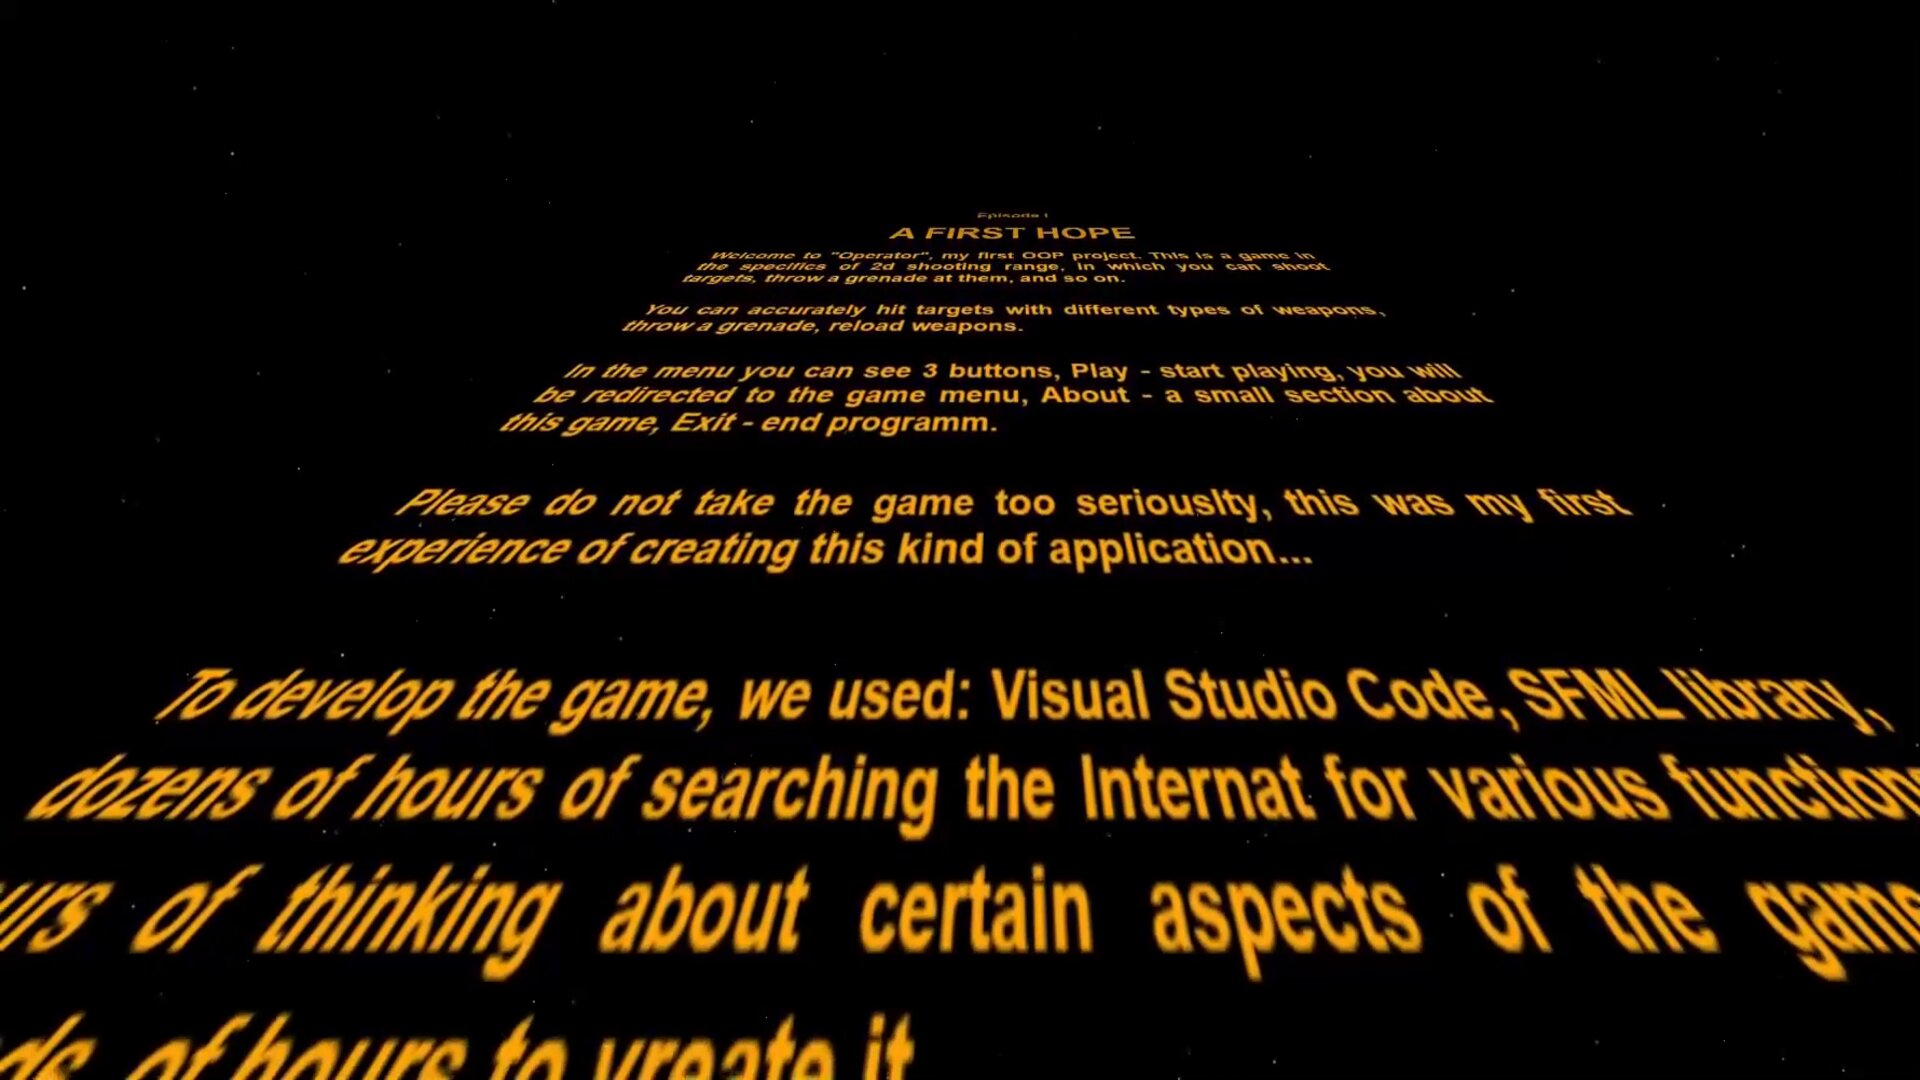 Episode I
A FIRST HOPE
Welcome to "Operator", my first OOP project. This is a game in
the specifics of 2d shooting range, in which you can shoot
targets, throw a grenade at them, and so on.
You can accurately hit targets with different types of weapons,
throw a grenade, reload weapons.
In the menu you can see 3 buttons, Play - start playing, you will
be redirected to the game menu, About - a small section about
this game, Exit - end programm.
Please do not take the game too seriouslty, this was my first
experience of creating this kind of application...
To develop the game, we used: Visual Studio Code, SFML library,
dozens of hours of searching the Internat for various functions
of thinking about certain aspects of the game
of hours to vreate it